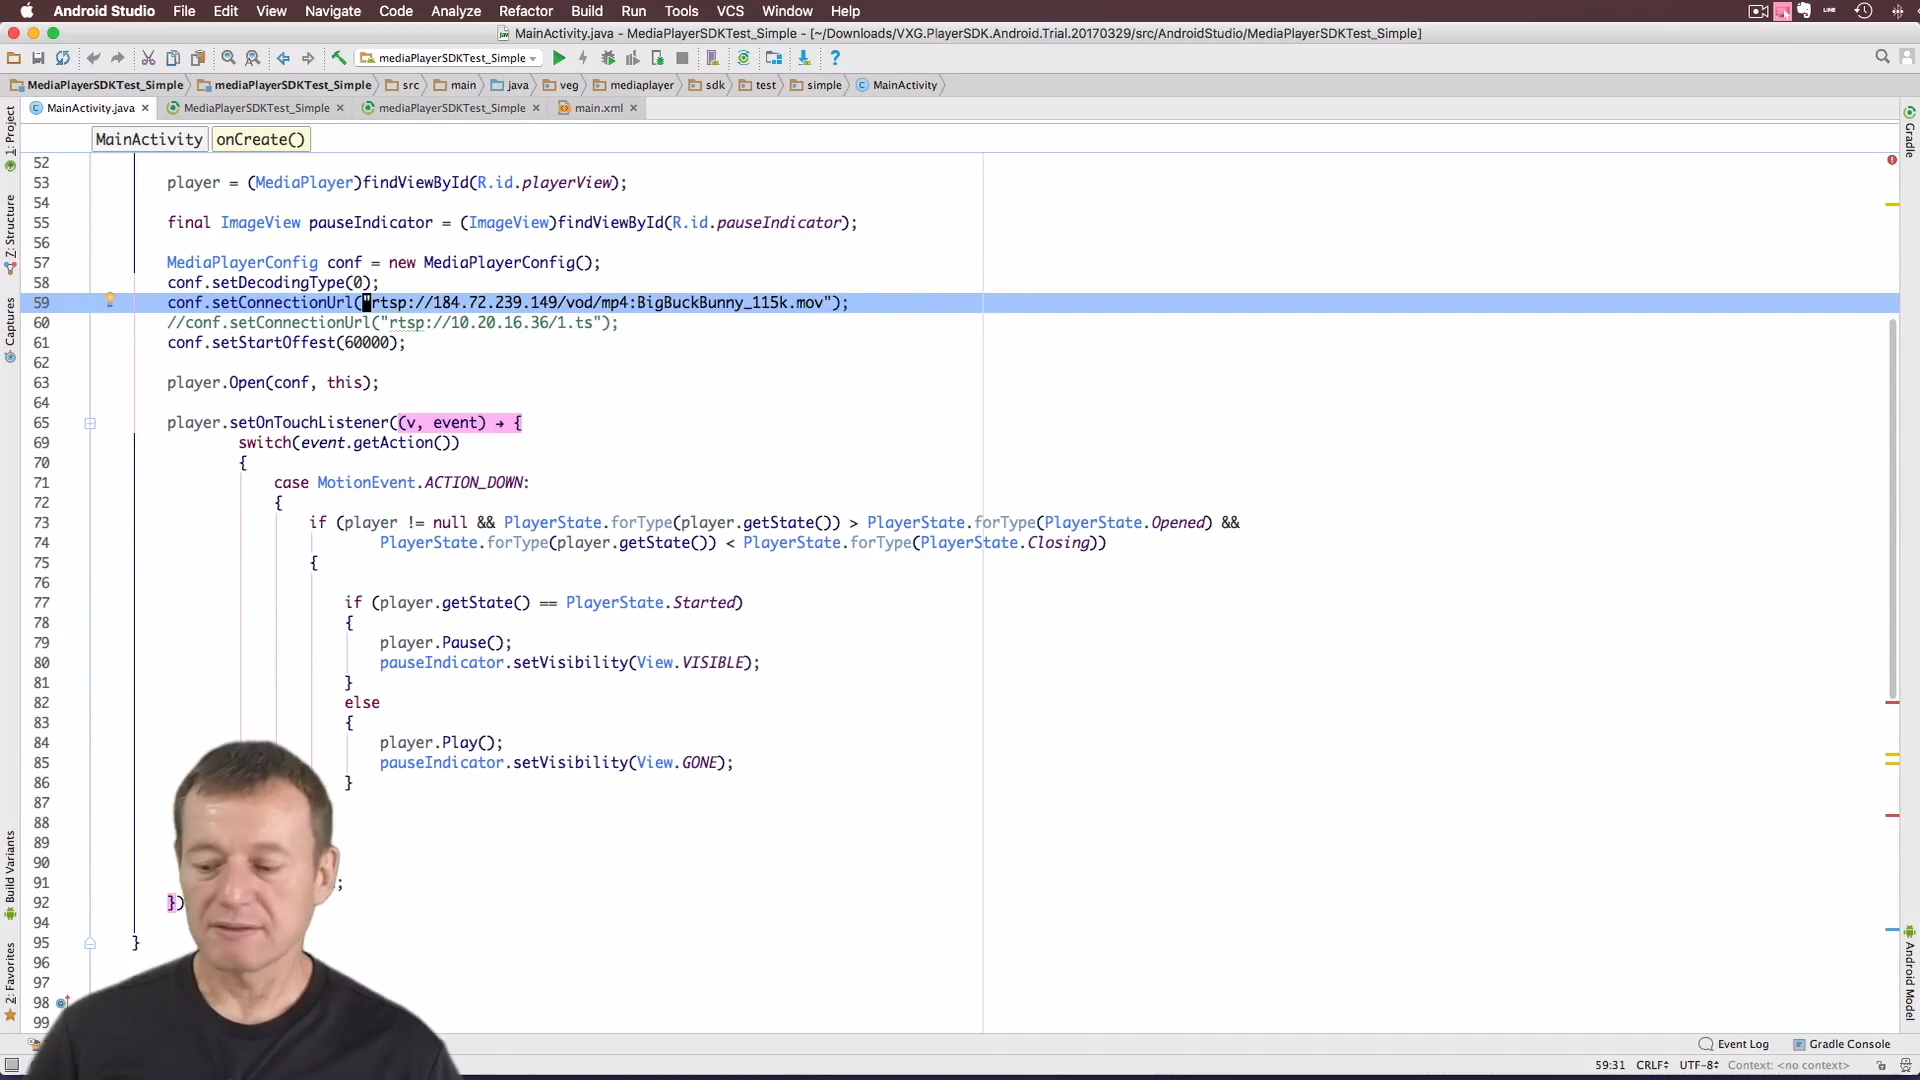 Android Studio File Edit View Navigate Code Analyze Refactor Build Run Tools VCS Window Help
MainActivity.java - MediaPlayerSDKTest_Simple - [~/Downloads/VXG.PlayerSDK.Android.Trial.20170329/src/AndroidStudio/MediaPlayerSDKTest_Simple]
mediaPlayerSDKTest_Simple
MediaPlayerSDKTest_Simple mediaPlayerSDKTest_Simple src main java veg mediaplayer sdk test simple MainActivity
MainActivity.java MediaPlayerSDKTest_Simple mediaPlayerSDKTest_Simple main.xml
MainActivity onCreate()
1: Project
Z: Structure
Captures
Build Variants
2: Favorites
Gradle
Android Model
52
53 player = (MediaPlayer)findViewById(R.id.playerView);
54
55 final ImageView pauseIndicator = (ImageView)findViewById(R.id.pauseIndicator);
56
57 MediaPlayerConfig conf = new MediaPlayerConfig();
58 conf.setDecodingType(0);
59 conf.setConnectionUrl("rtsp://184.72.239.149/vod/mp4:BigBuckBunny_115k.mov");
60 //conf.setConnectionUrl("rtsp://10.20.16.36/1.ts");
61 conf.setStartOffest(60000);
62
63 player.Open(conf, this);
64
65 player.setOnTouchListener((v, event) → {
69 switch(event.getAction())
70 {
71 case MotionEvent.ACTION_DOWN:
72 {
73 if (player != null && PlayerState.forType(player.getState()) > PlayerState.forType(PlayerState.Opened) &&
74 PlayerState.forType(player.getState()) < PlayerState.forType(PlayerState.Closing))
75 {
76
77 if (player.getState() == PlayerState.Started)
78 {
79 player.Pause();
80 pauseIndicator.setVisibility(View.VISIBLE);
81 }
82 else
83 {
84 player.Play();
85 pauseIndicator.setVisibility(View.GONE);
86 }
87
88
89
90
91 ;
92 })
94
95 }
96
97
98
99
Event Log Gradle Console
59:31 CRLF UTF-8 Context: <no context>